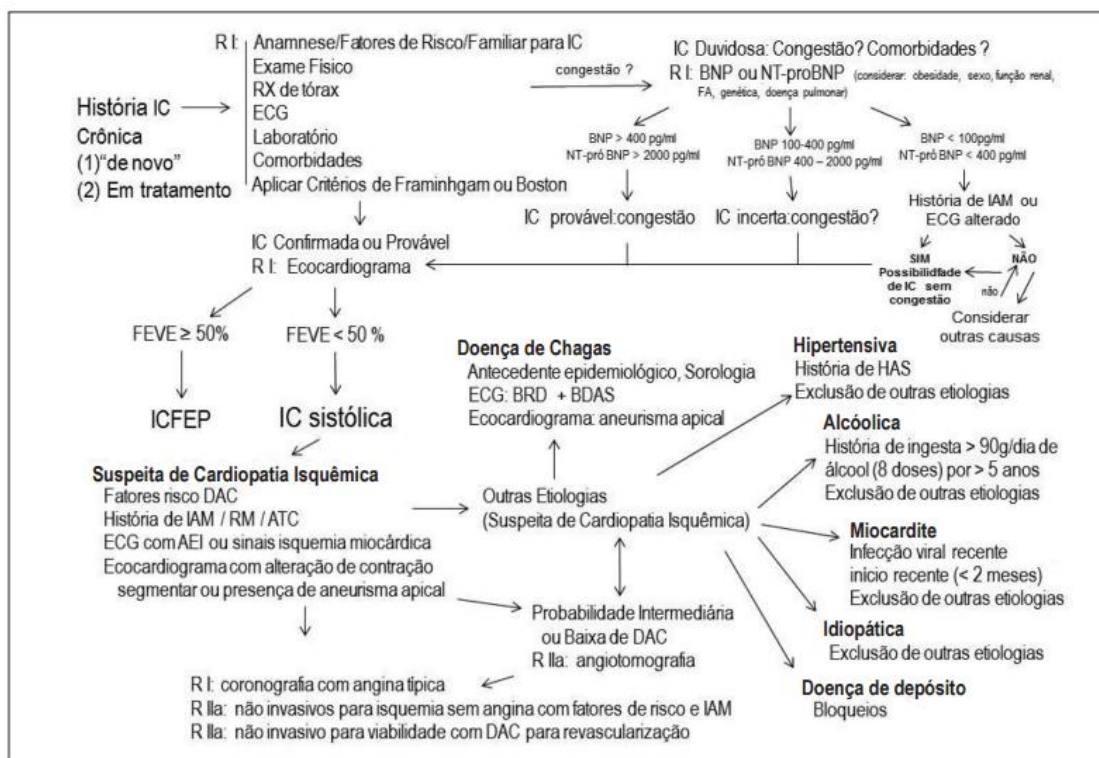 R I: Anamnese/Fatores de Risco/Familiar para IC
Exame Físico
RX de tórax
ECG
Laboratório
Comorbidades
Aplicar Critérios de Framinhgam ou Boston
História IC
Crônica
(1)“de novo”
(2) Em tratamento
congestão ?
IC Duvidosa: Congestão? Comorbidades ?
R I: BNP ou NT-proBNP (considerar: obesidade, sexo, função renal,
FA, genética, doença pulmonar)
BNP > 400 pg/ml
NT-pró BNP > 2000 pg/ml
BNP 100-400 pg/ml
NT-pró BNP 400 – 2000 pg/ml
BNP < 100pg/ml
NT-pró BNP < 400 pg/ml
IC provável:congestão
IC incerta:congestão?
História de IAM ou
ECG alterado
SIM
Possibilidfade
de IC sem
congestão
NÃO
não
Considerar
outras causas
IC Confirmada ou Provável
R I: Ecocardiograma
FEVE ≥ 50%
FEVE < 50 %
ICFEP
IC sistólica
Doença de Chagas
Antecedente epidemiológico, Sorologia
ECG: BRD + BDAS
Ecocardiograma: aneurisma apical
Hipertensiva
História de HAS
Exclusão de outras etiologias
Alcóolica
História de ingesta > 90g/dia de
álcool (8 doses) por > 5 anos
Exclusão de outras etiologias
Suspeita de Cardiopatia Isquêmica
Fatores risco DAC
História de IAM / RM / ATC
ECG com AEI ou sinais isquemia miocárdica
Ecocardiograma com alteração de contração
segmentar ou presença de aneurisma apical
Outras Etiologias
(Suspeita de Cardiopatia Isquêmica)
Miocardite
Infecção viral recente
início recente (< 2 meses)
Exclusão de outras etiologias
Probabilidade Intermediária
ou Baixa de DAC
R IIa: angiotomografia
Idiopática
Exclusão de outras etiologias
Doença de depósito
Bloqueios
R I: coronografia com angina típica
R IIa: não invasivos para isquemia sem angina com fatores de risco e IAM
R IIa: não invasivo para viabilidade com DAC para revascularização